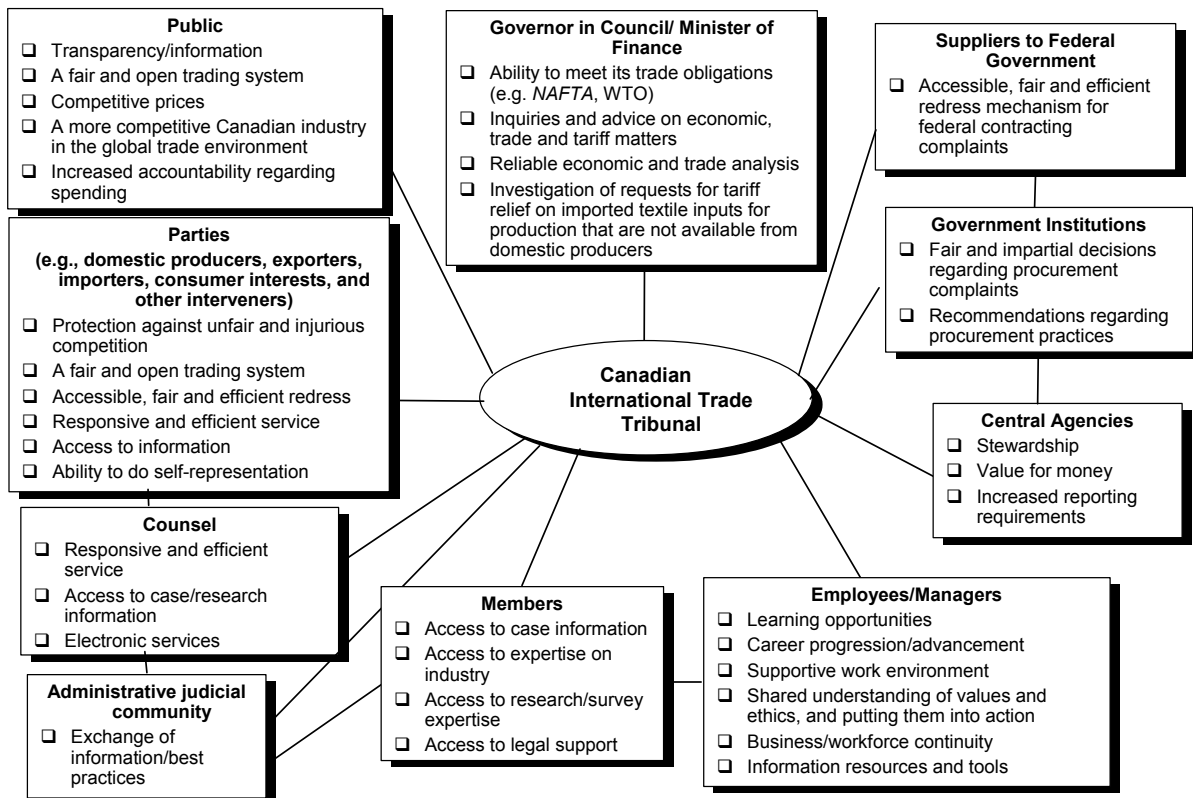 Public
❑ Transparency/information
❑ A fair and open trading system
❑ Competitive prices
❑ A more competitive Canadian industry
in the global trade environment
❑ Increased accountability regarding
spending
Governor in Council/ Minister of
Finance
❑ Ability to meet its trade obligations
(e.g. NAFTA, WTO)
❑ Inquiries and advice on economic,
trade and tariff matters
❑ Reliable economic and trade analysis
❑ Investigation of requests for tariff
relief on imported textile inputs for
production that are not available from
domestic producers
Suppliers to Federal
Government
❑ Accessible, fair and efficient
redress mechanism for
federal contracting
complaints
Parties
(e.g., domestic producers, exporters,
importers, consumer interests, and
other interveners)
❑ Protection against unfair and injurious
competition
❑ A fair and open trading system
❑ Accessible, fair and efficient redress
❑ Responsive and efficient service
❑ Access to information
❑ Ability to do self-representation
Government Institutions
❑ Fair and impartial decisions
regarding procurement
complaints
❑ Recommendations regarding
procurement practices
Canadian
International Trade
Tribunal
Central Agencies
❑ Stewardship
❑ Value for money
❑ Increased reporting
requirements
Counsel
❑ Responsive and efficient
service
❑ Access to case/research
information
❑ Electronic services
Members
❑ Access to case information
❑ Access to expertise on
industry
❑ Access to research/survey
expertise
❑ Access to legal support
Employees/Managers
❑ Learning opportunities
❑ Career progression/advancement
❑ Supportive work environment
❑ Shared understanding of values and
ethics, and putting them into action
❑ Business/workforce continuity
❑ Information resources and tools
Administrative judicial
community
❑ Exchange of
information/best
practices